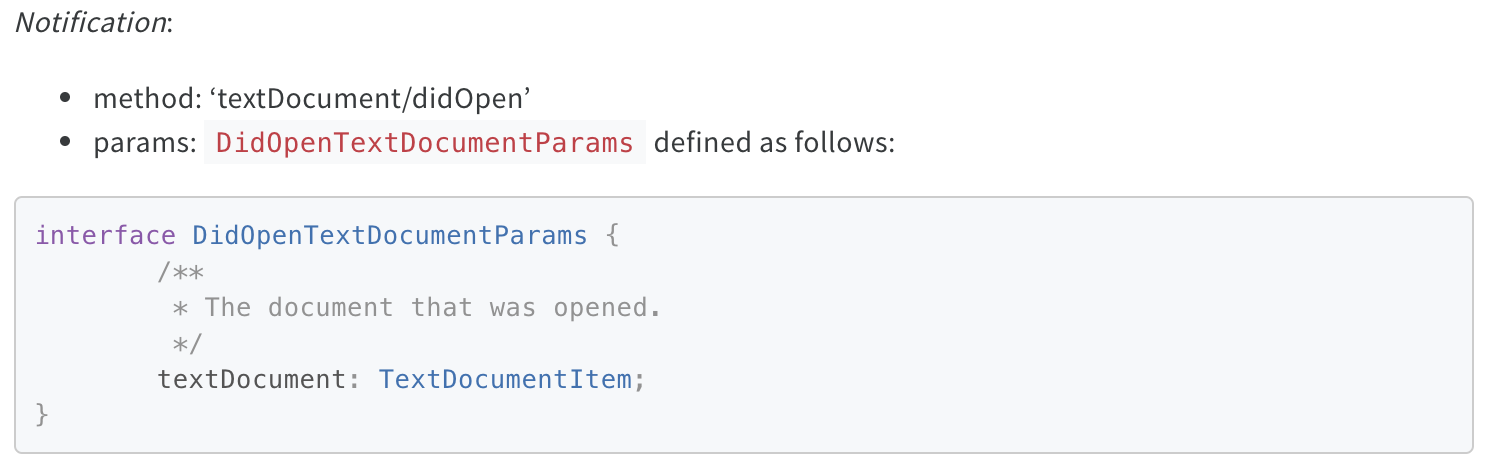 Notification:
• method: ‘textDocument/didOpen’
• params: DidOpenTextDocumentParams defined as follows:
interface DidOpenTextDocumentParams {
	/**
	 * The document that was opened.
	 */
	textDocument: TextDocumentItem;
}